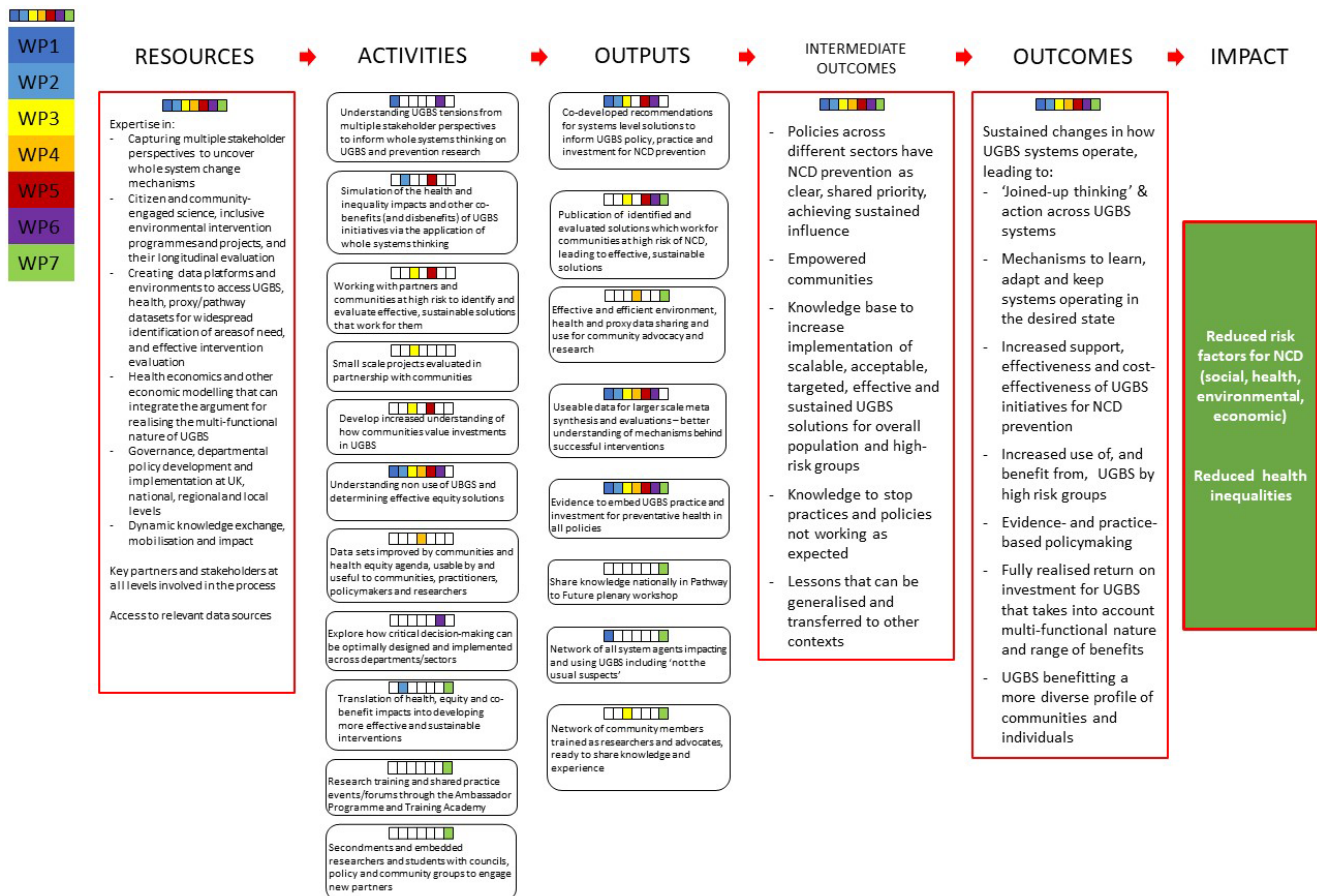 WP1
WP2
WP3
WP4
WP5
WP6
WP7
RESOURCES
Expertise in:
- Capturing multiple stakeholder
perspectives to uncover
whole system change
mechanisms
- Citizen and community-
engaged science, inclusive
environmental intervention
programmes and projects, and
their longitudinal evaluation
- Creating data platforms and
environments to access UGBS,
health, proxy/pathway
datasets for widespread
identification of areas of need,
and effective intervention
evaluation
- Health economics and other
economic modelling that can
integrate the argument for
realising the multi-functional
nature of UGBS
- Governance, departmental
policy development and
implementation at UK,
national, regional and local
levels
- Dynamic knowledge exchange,
mobilisation and impact
Key partners and stakeholders at
all levels involved in the process
Access to relevant data sources
ACTIVITIES
Understanding UGBS tensions from
multiple stakeholder perspectives
to inform whole systems thinking on
UGBS and prevention research
Simulation of the health and
inequality impacts and other co-
benefits (and disbenefits) of UGBS
initiatives via the application of
whole systems thinking
Working with partners and
communities at high risk to identify and
evaluate effective, sustainable solutions
that work for them
Small scale projects evaluated in
partnership with communities
Develop increased understanding of
how communities value investments
in UGBS
Understanding non use of UBGS and
determining effective equity solutions
Data sets improved by communities and
health equity agenda, usable by and
useful to communities, practitioners,
policymakers and researchers
Explore how critical decision-making can
be optimally designed and implemented
across departments/sectors
Translation of health, equity and co-
benefit impacts into developing
more effective and sustainable
interventions
Research training and shared practice
events/forums through the Ambassador
Programme and Training Academy
Secondments and embedded
researchers and students with councils,
policy and community groups to engage
new partners
OUTPUTS
Co-developed recommendations
for systems level solutions to
inform UGBS policy, practice and
investment for NCD prevention
Publication of identified and
evaluated solutions which work for
communities at high risk of NCD,
leading to effective, sustainable
solutions
Effective and efficient environment,
health and proxy data sharing and
use for community advocacy and
research
Useable data for larger scale meta
synthesis and evaluations – better
understanding of mechanisms behind
successful interventions
Evidence to embed UGBS practice and
investment for preventative health in
all policies
Share knowledge nationally in Pathway
to Future plenary workshop
Network of all system agents impacting
and using UGBS including 'not the
usual suspects'
Network of community members
trained as researchers and advocates,
ready to share knowledge and
experience
INTERMEDIATE
OUTCOMES
- Policies across
different sectors have
NCD prevention as
clear, shared priority,
achieving sustained
influence
- Empowered
communities
- Knowledge base to
increase
implementation of
scalable, acceptable,
targeted, effective and
sustained UGBS
solutions for overall
population and high-
risk groups
- Knowledge to stop
practices and policies
not working as
expected
- Lessons that can be
generalised and
transferred to other
contexts
OUTCOMES
Sustained changes in how
UGBS systems operate,
leading to:
- 'Joined-up thinking' &
action across UGBS
systems
- Mechanisms to learn,
adapt and keep
systems operating in
the desired state
- Increased support,
effectiveness and cost-
effectiveness of UGBS
initiatives for NCD
prevention
- Increased use of, and
benefit from, UGBS by
high risk groups
- Evidence- and practice-
based policymaking
- Fully realised return on
investment for UGBS
that takes into account
multi-functional nature
and range of benefits
- UGBS benefitting a
more diverse profile of
communities and
individuals
IMPACT
Reduced risk
factors for NCD
(social, health,
environmental,
economic)
Reduced health
inequalities